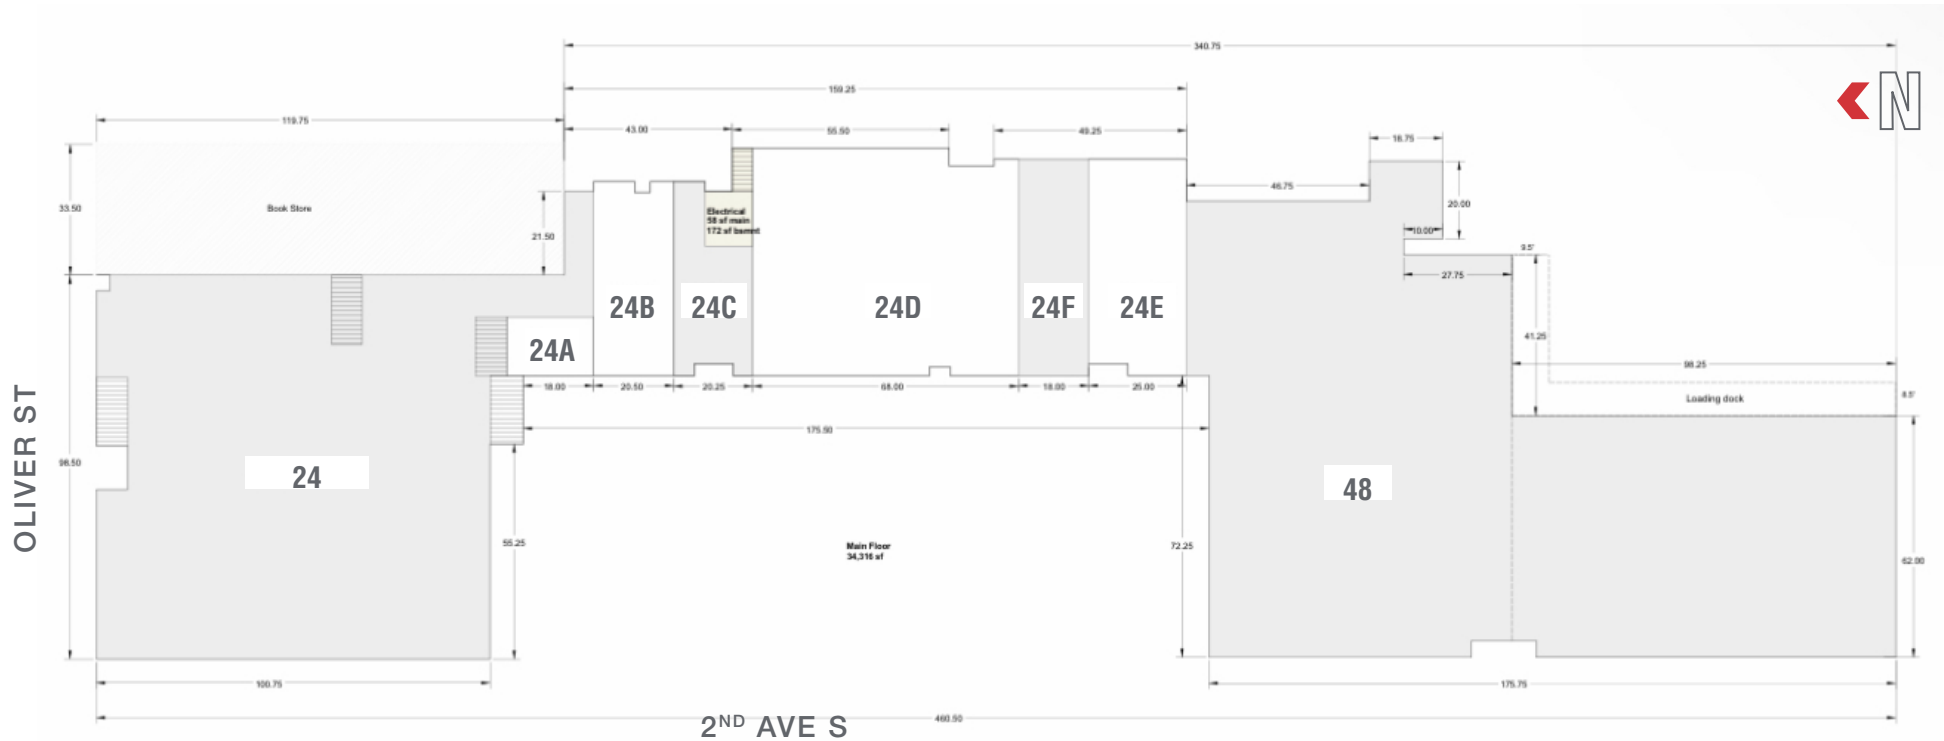 340.75
N
159.25
119.75
43.00
55.50
49.25
16.75
46.75
33.50
Book Store
21.50
Electrical
58 sf main
172 sf bsmnt
20.00
10.00
9.5'
27.75
24A
24B
24C
24D
24F
24E
41.25
98.25
18.00
20.50
20.25
68.00
18.00
25.00
Loading dock
8.5'
175.50
OLIVER ST
98.50
24
48
55.25
Main Floor
34,316 sf
72.25
62.00
100.75
175.75
2ND AVE S
460.50